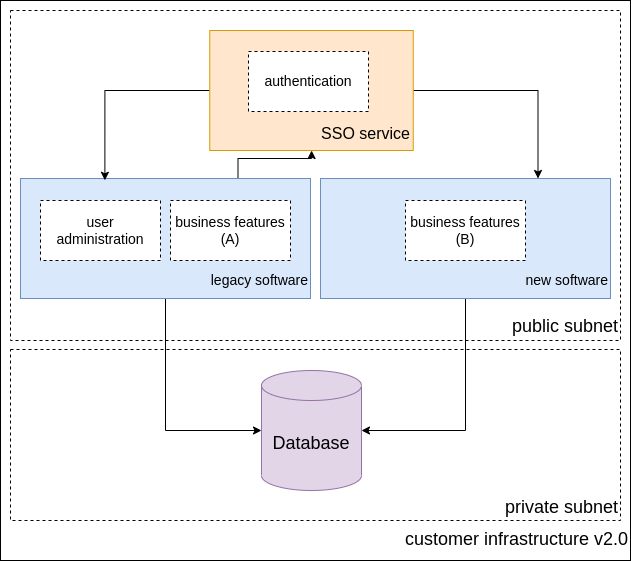 authentication
SSO service
user
administration
business features
(A)
legacy software
business features
(B)
new software
public subnet
Database
private subnet
customer infrastructure v2.0